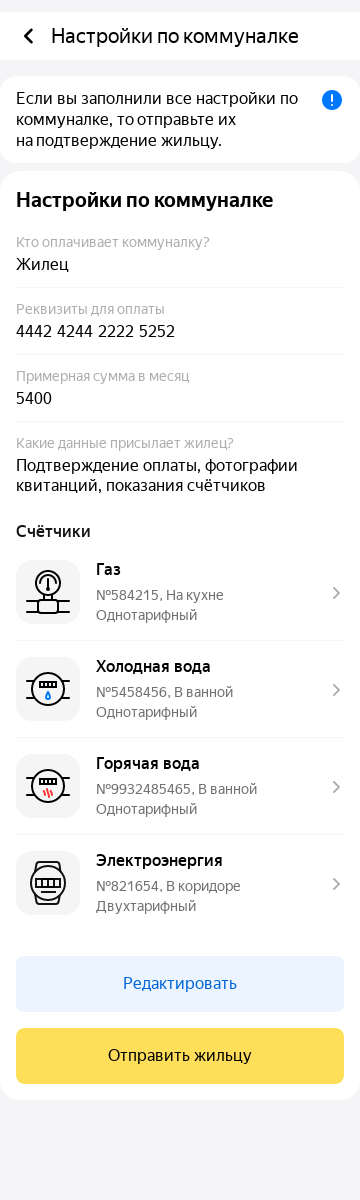 Настройки по коммуналке
Если вы заполнили все настройки по
коммуналке, то отправьте их
на подтверждение жильцу.
Настройки по коммуналке
Кто оплачивает коммуналку?
Жилец
Реквизиты для оплаты
4442 4244 2222 5252
Примерная сумма в месяц
5400
Какие данные присылает жилец?
Подтверждение оплаты, фотографии
квитанций, показания счётчиков
Счётчики
Газ
№584215, На кухне
Однотарифный
Холодная вода
№5458456, В ванной
Однотарифный
Горячая вода
№9932485465, В ванной
Однотарифный
Электроэнергия
№821654, В коридоре
Двухтарифный
Редактировать
Отправить жильцу